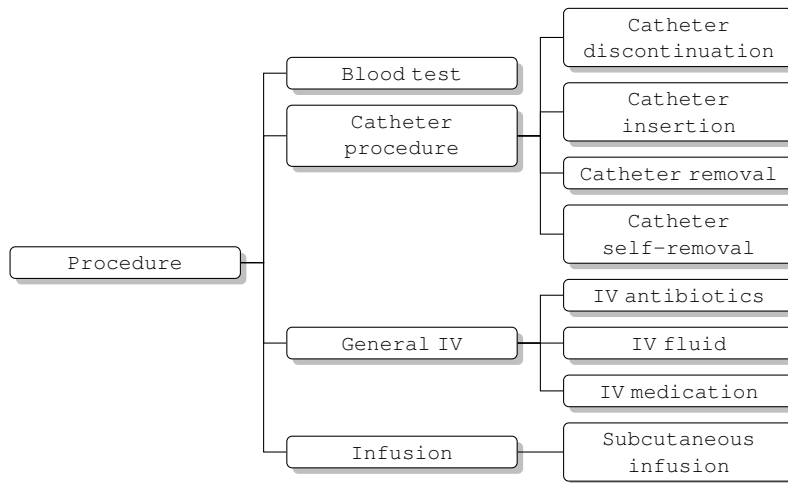 Procedure
Blood test
Catheter
procedure
Catheter
discontinuation
Catheter
insertion
Catheter removal
Catheter
self-removal
General IV
IV antibiotics
IV fluid
IV medication
Infusion
Subcutaneous
infusion